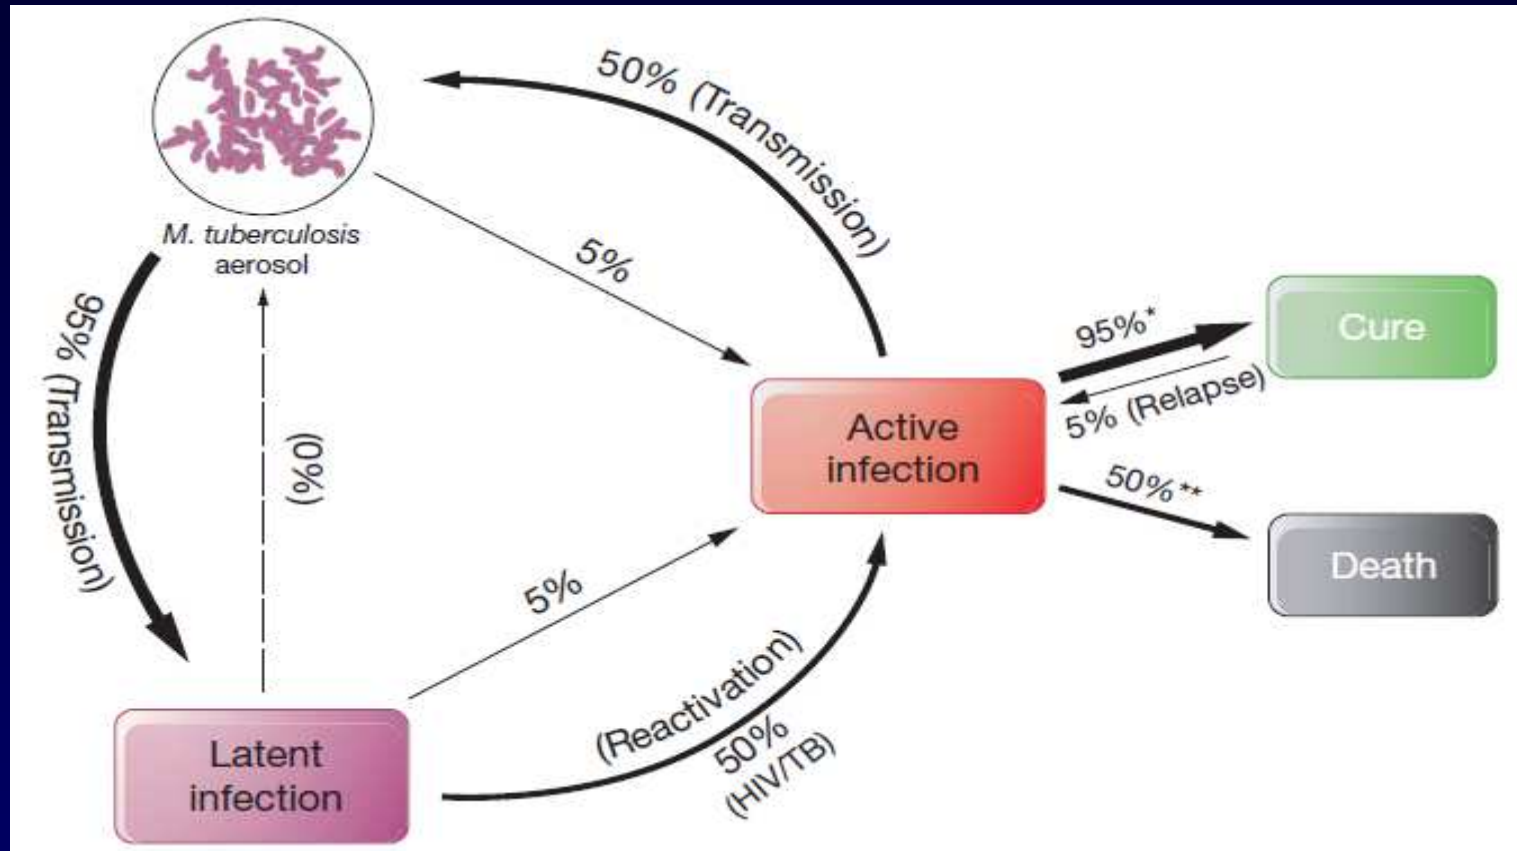 50% (Transmission)
M. tuberculosis
aerosol
5%
95% (Transmission)
(0%)
95%*
Cure
5% (Relapse)
Active
infection
50%**
Death
5%
(Reactivation)
50%
(HIV/TB)
Latent
infection